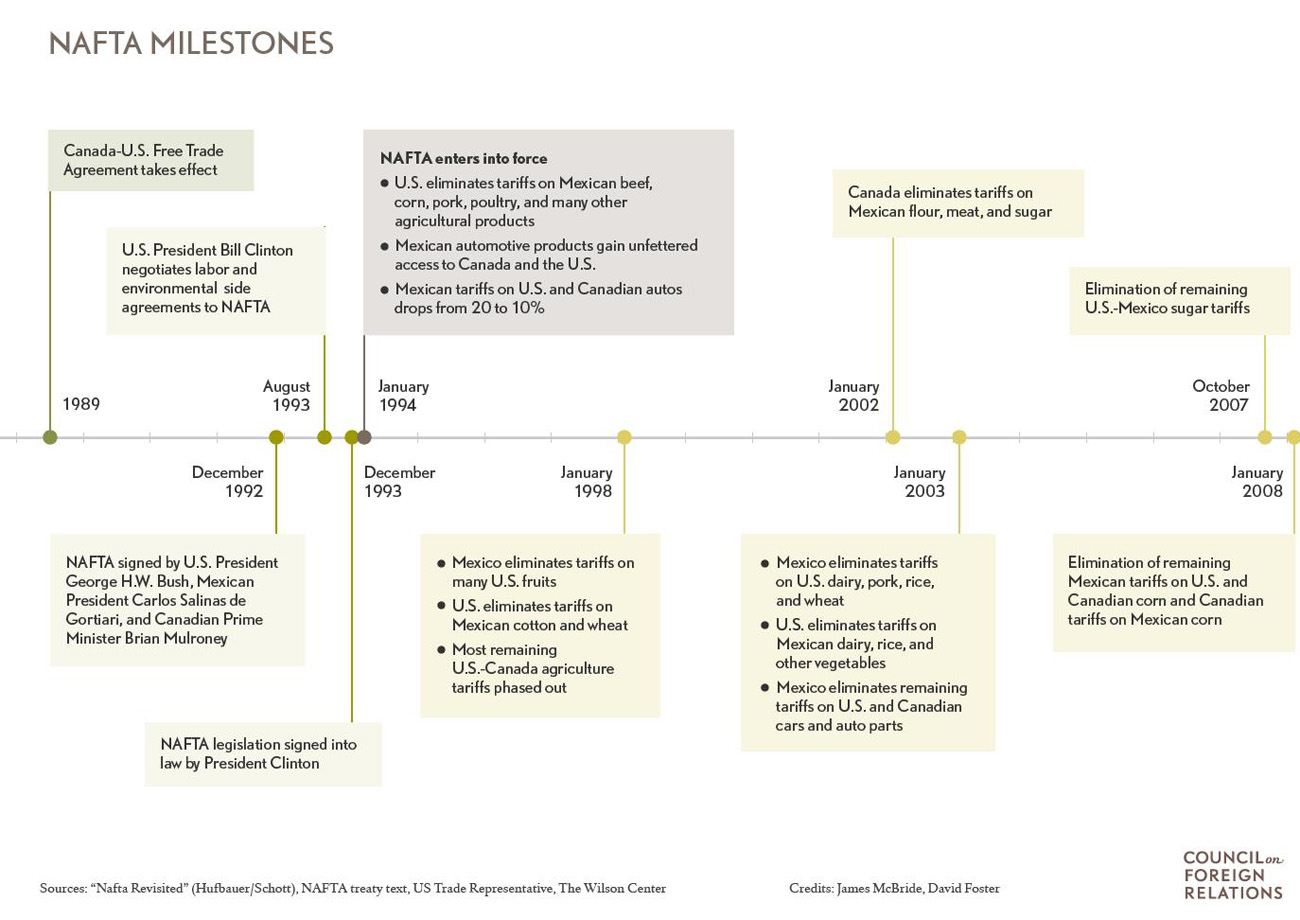 NAFTA MILESTONES
Canada-U.S. Free Trade
Agreement takes effect
1989
U.S. President Bill Clinton
negotiates labor and
environmental side
agreements to NAFTA
August
1993
NAFTA enters into force
● U.S. eliminates tariffs on Mexican beef,
corn, pork, poultry, and many other
agricultural products
● Mexican automotive products gain unfettered
access to Canada and the U.S.
● Mexican tariffs on U.S. and Canadian autos
drops from 20 to 10%
January
1994
Canada eliminates tariffs on
Mexican flour, meat, and sugar
January
2002
Elimination of remaining
U.S.-Mexico sugar tariffs
October
2007
December
1992
NAFTA signed by U.S. President
George H.W. Bush, Mexican
President Carlos Salinas de
Gortiari, and Canadian Prime
Minister Brian Mulroney
December
1993
NAFTA legislation signed into
law by President Clinton
January
1998
● Mexico eliminates tariffs on
many U.S. fruits
● U.S. eliminates tariffs on
Mexican cotton and wheat
● Most remaining
U.S.-Canada agriculture
tariffs phased out
January
2003
● Mexico eliminates tariffs
on U.S. dairy, pork, rice,
and wheat
● U.S. eliminates tariffs on
Mexican dairy, rice, and
other vegetables
● Mexico eliminates remaining
tariffs on U.S. and Canadian
cars and auto parts
January
2008
Elimination of remaining
Mexican tariffs on U.S. and
Canadian corn and Canadian
tariffs on Mexican corn
Sources: “Nafta Revisited” (Hufbauer/Schott), NAFTA treaty text, US Trade Representative, The Wilson Center
Credits: James McBride, David Foster
COUNCIL on
FOREIGN
RELATIONS